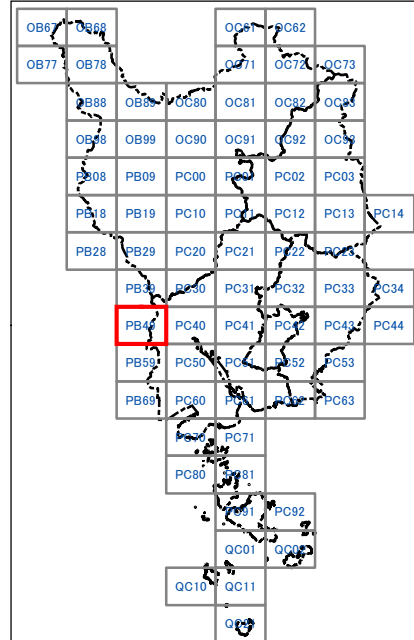 OB67 OB68 OC61 OC62
OB77 OB78 OC71 OC72 OC73
OB88 OB89 OC80 OC81 OC82 OC83
OB98 OB99 OC90 OC91 OC92 OC93
PB08 PB09 PC00 PC01 PC02 PC03
PB18 PB19 PC10 PC11 PC12 PC13 PC14
PB28 PB29 PC20 PC21 PC22 PC23
PB39 PC30 PC31 PC32 PC33 PC34
PB49 PC40 PC41 PC42 PC43 PC44
PB59 PC50 PC51 PC52 PC53
PB69 PC60 PC61 PC62 PC63
PC70 PC71
PC80 PC81
PC91 PC92
QC01 QC02
QC10 QC11
QC21